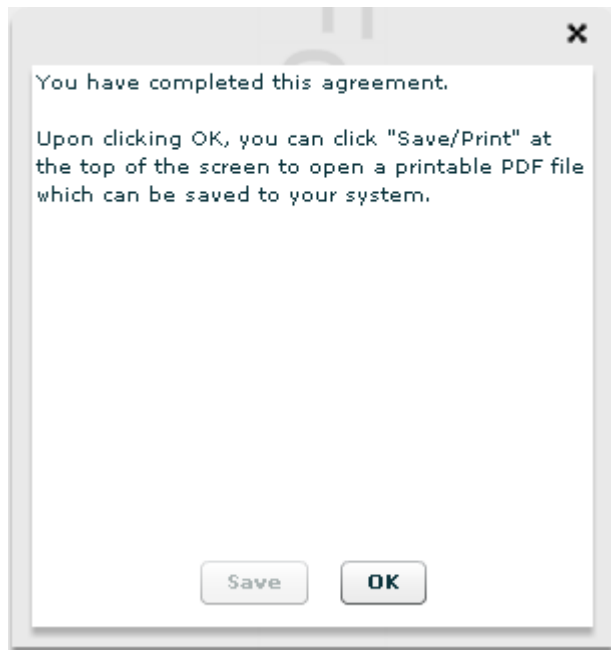 You have completed this agreement.
Upon clicking OK, you can click "Save/Print" at
the top of the screen to open a printable PDF file
which can be saved to your system.
Save
OK